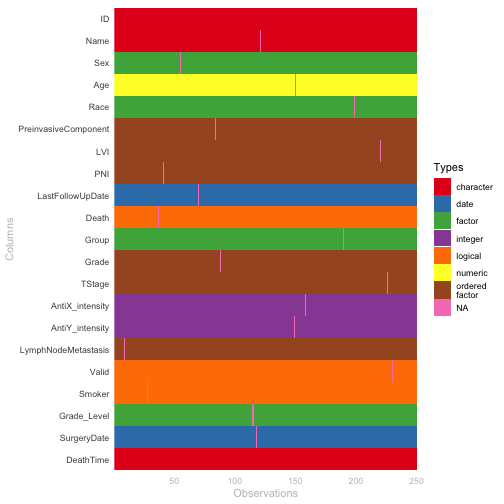 ID
Name
Sex
Age
Race
PreinvasiveComponent
LVI
PNI
LastFollowUpDate
Death
Group
Grade
TStage
AntiX_intensity
AntiY_intensity
LymphNodeMetastasis
Valid
Smoker
Grade_Level
SurgeryDate
DeathTime
Columns
50 100 150 200 250
Observations
Types
character
date
factor
integer
logical
numeric
ordered
factor
NA